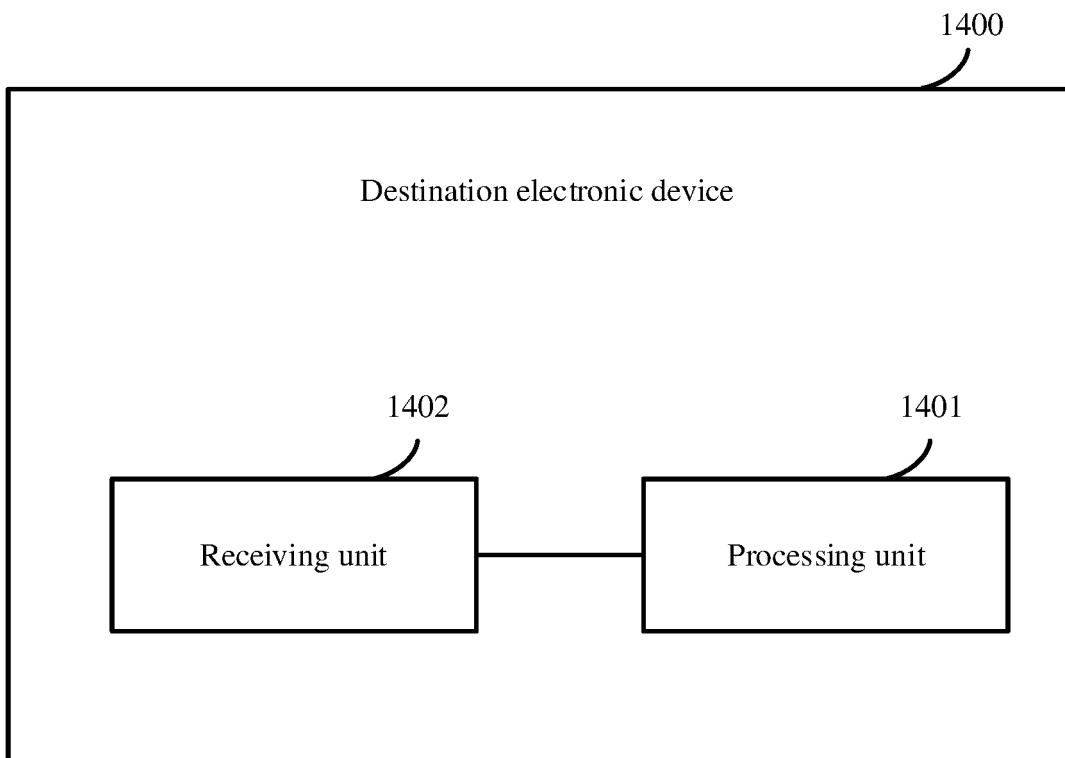 1400
Destination electronic device
1402
1401
Receiving unit
Processing unit